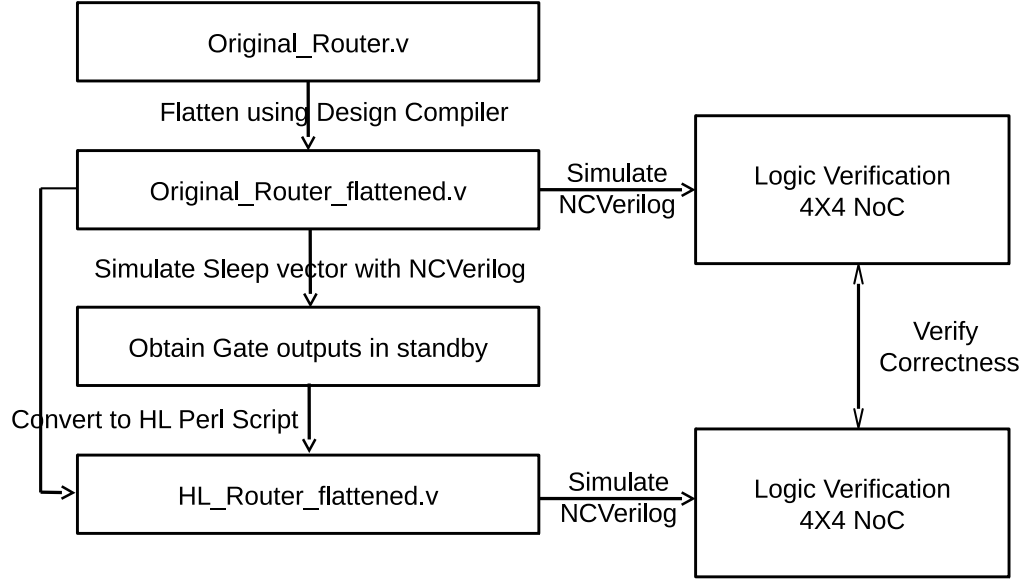 Original_Router.v
Flatten using Design Compiler
Original_Router_flattened.v
Simulate
NCVerilog
Logic Verification
4X4 NoC
Simulate Sleep vector with NCVerilog
Obtain Gate outputs in standby
Verify
Correctness
Convert to HL Perl Script
HL_Router_flattened.v
Simulate
NCVerilog
Logic Verification
4X4 NoC